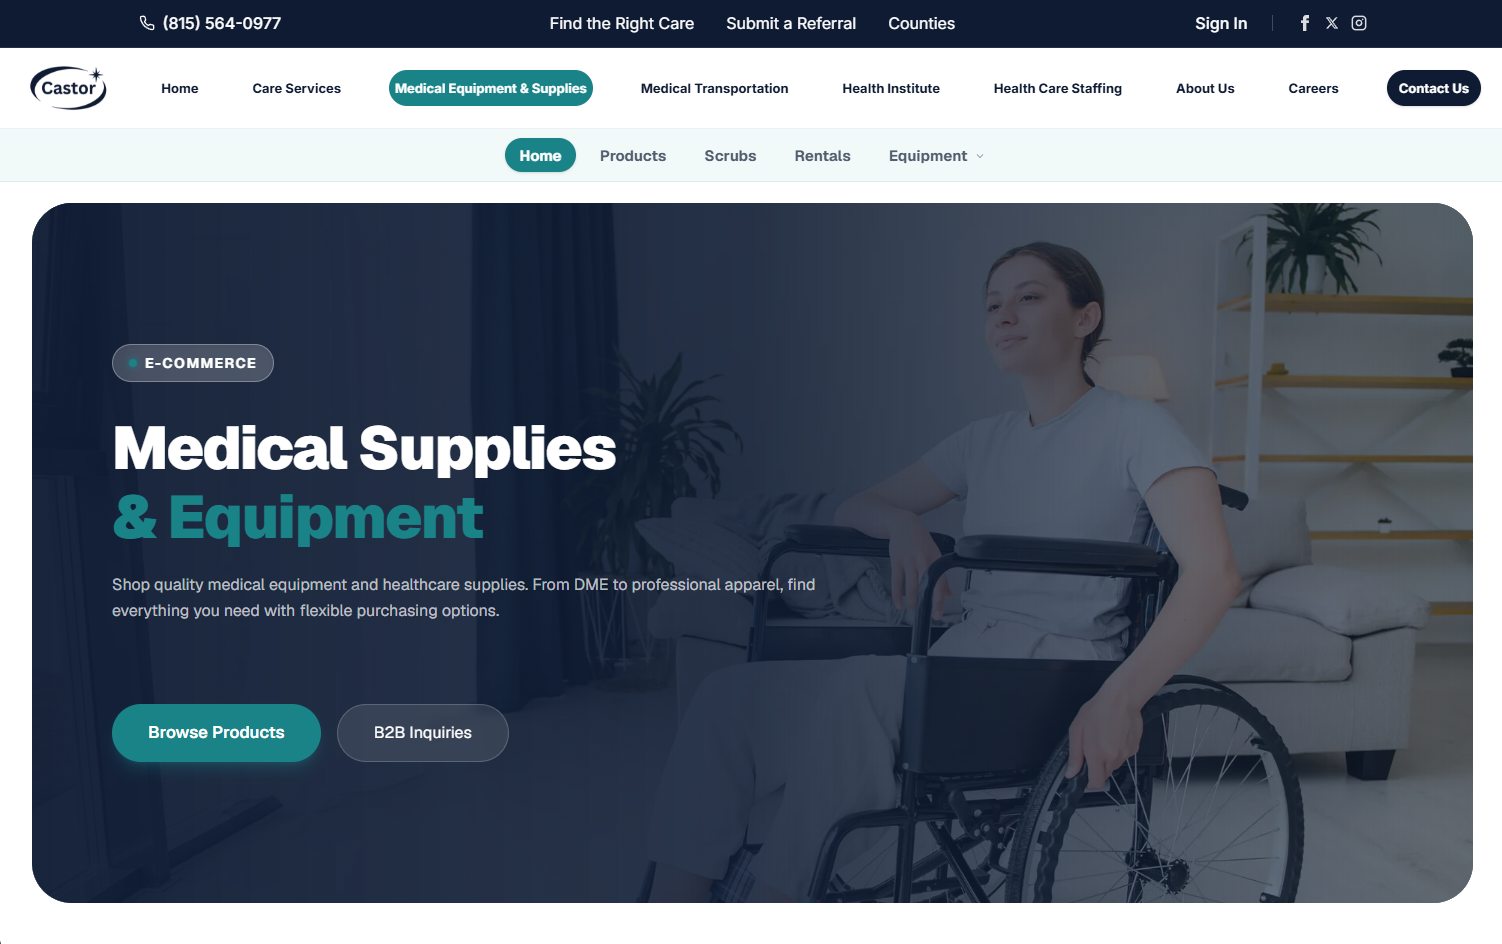 (815) 564-0977
Find the Right Care
Submit a Referral
Counties
Sign In
Castor
Home
Care Services
Medical Equipment & Supplies
Medical Transportation
Health Institute
Health Care Staffing
About Us
Careers
Contact Us
Home
Products
Scrubs
Rentals
Equipment
E-COMMERCE
Medical Supplies
& Equipment
Shop quality medical equipment and healthcare supplies. From DME to professional apparel, find
everything you need with flexible purchasing options.
Browse Products
B2B Inquiries